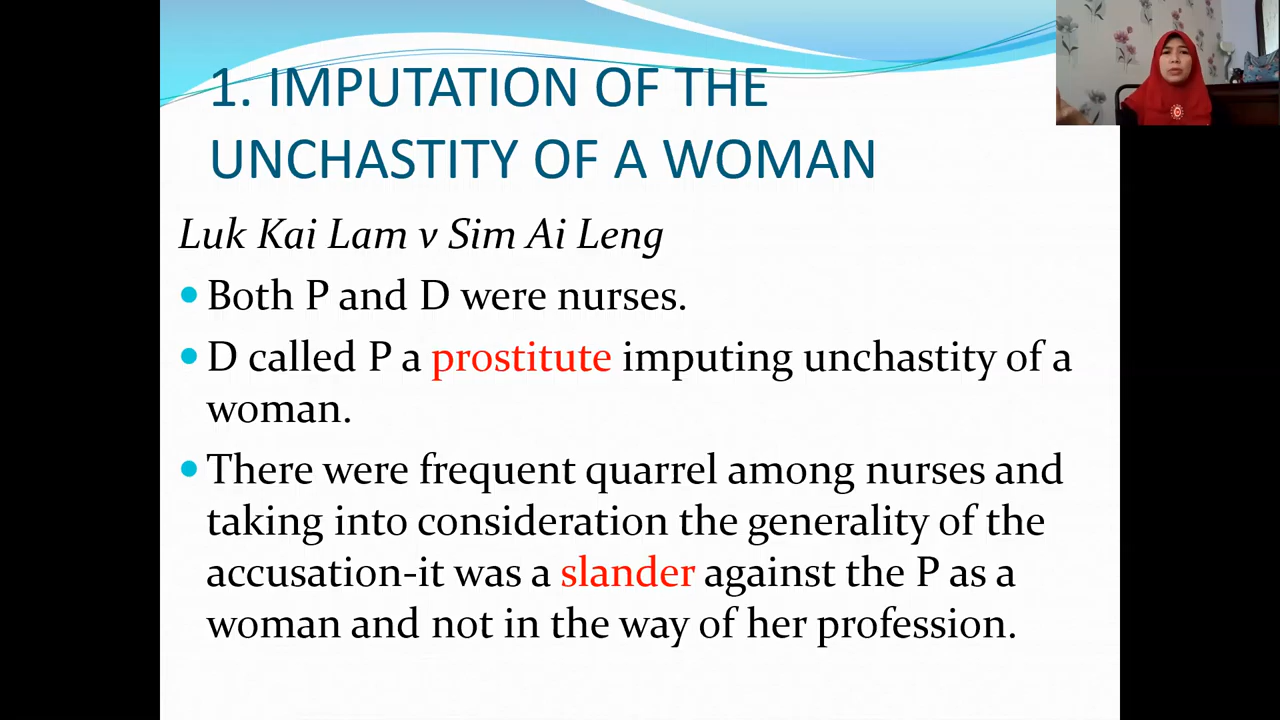 1. IMPUTATION OF THE
UNCHASTITY OF A WOMAN
Luk Kai Lam v Sim Ai Leng
• Both P and D were nurses.
• D called P a prostitute imputing unchastity of a
woman.
• There were frequent quarrel among nurses and
taking into consideration the generality of the
accusation-it was a slander against the P as a
woman and not in the way of her profession.